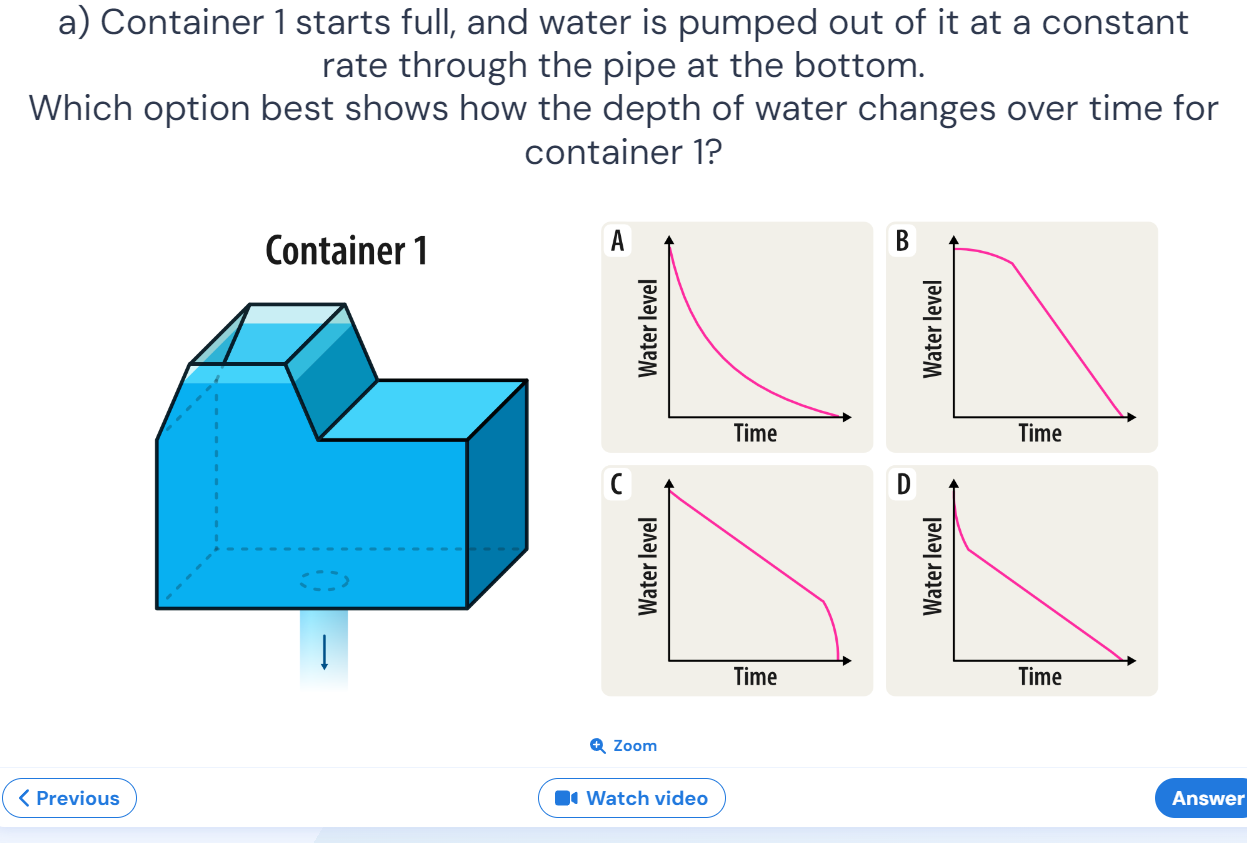 a) Container 1 starts full, and water is pumped out of it at a constant
rate through the pipe at the bottom.
Which option best shows how the depth of water changes over time for
container 1?
Container 1
A
Water level
Time
B
Water level
Time
C
Water level
Time
D
Water level
Time
Zoom
Previous
Watch video
Answer